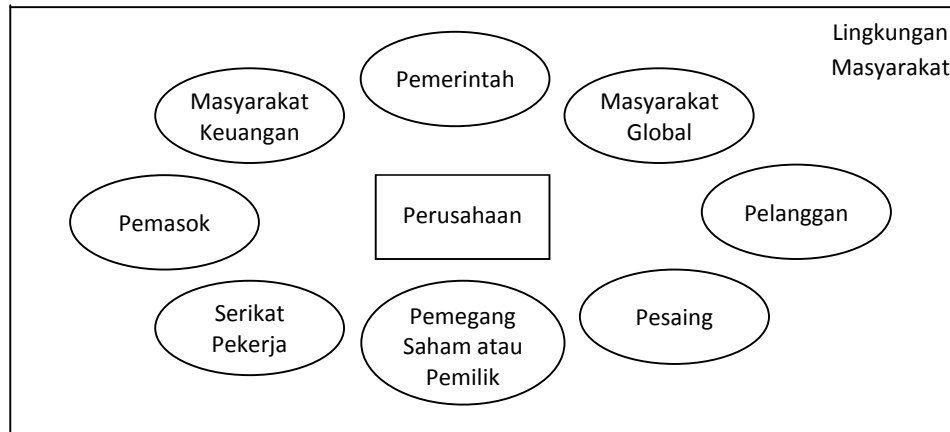 Lingkungan
Masyarakat
Pemerintah
Masyarakat
Keuangan
Masyarakat
Global
Pemasok
Perusahaan
Pelanggan
Serikat
Pekerja
Pemegang
Saham atau
Pemilik
Pesaing